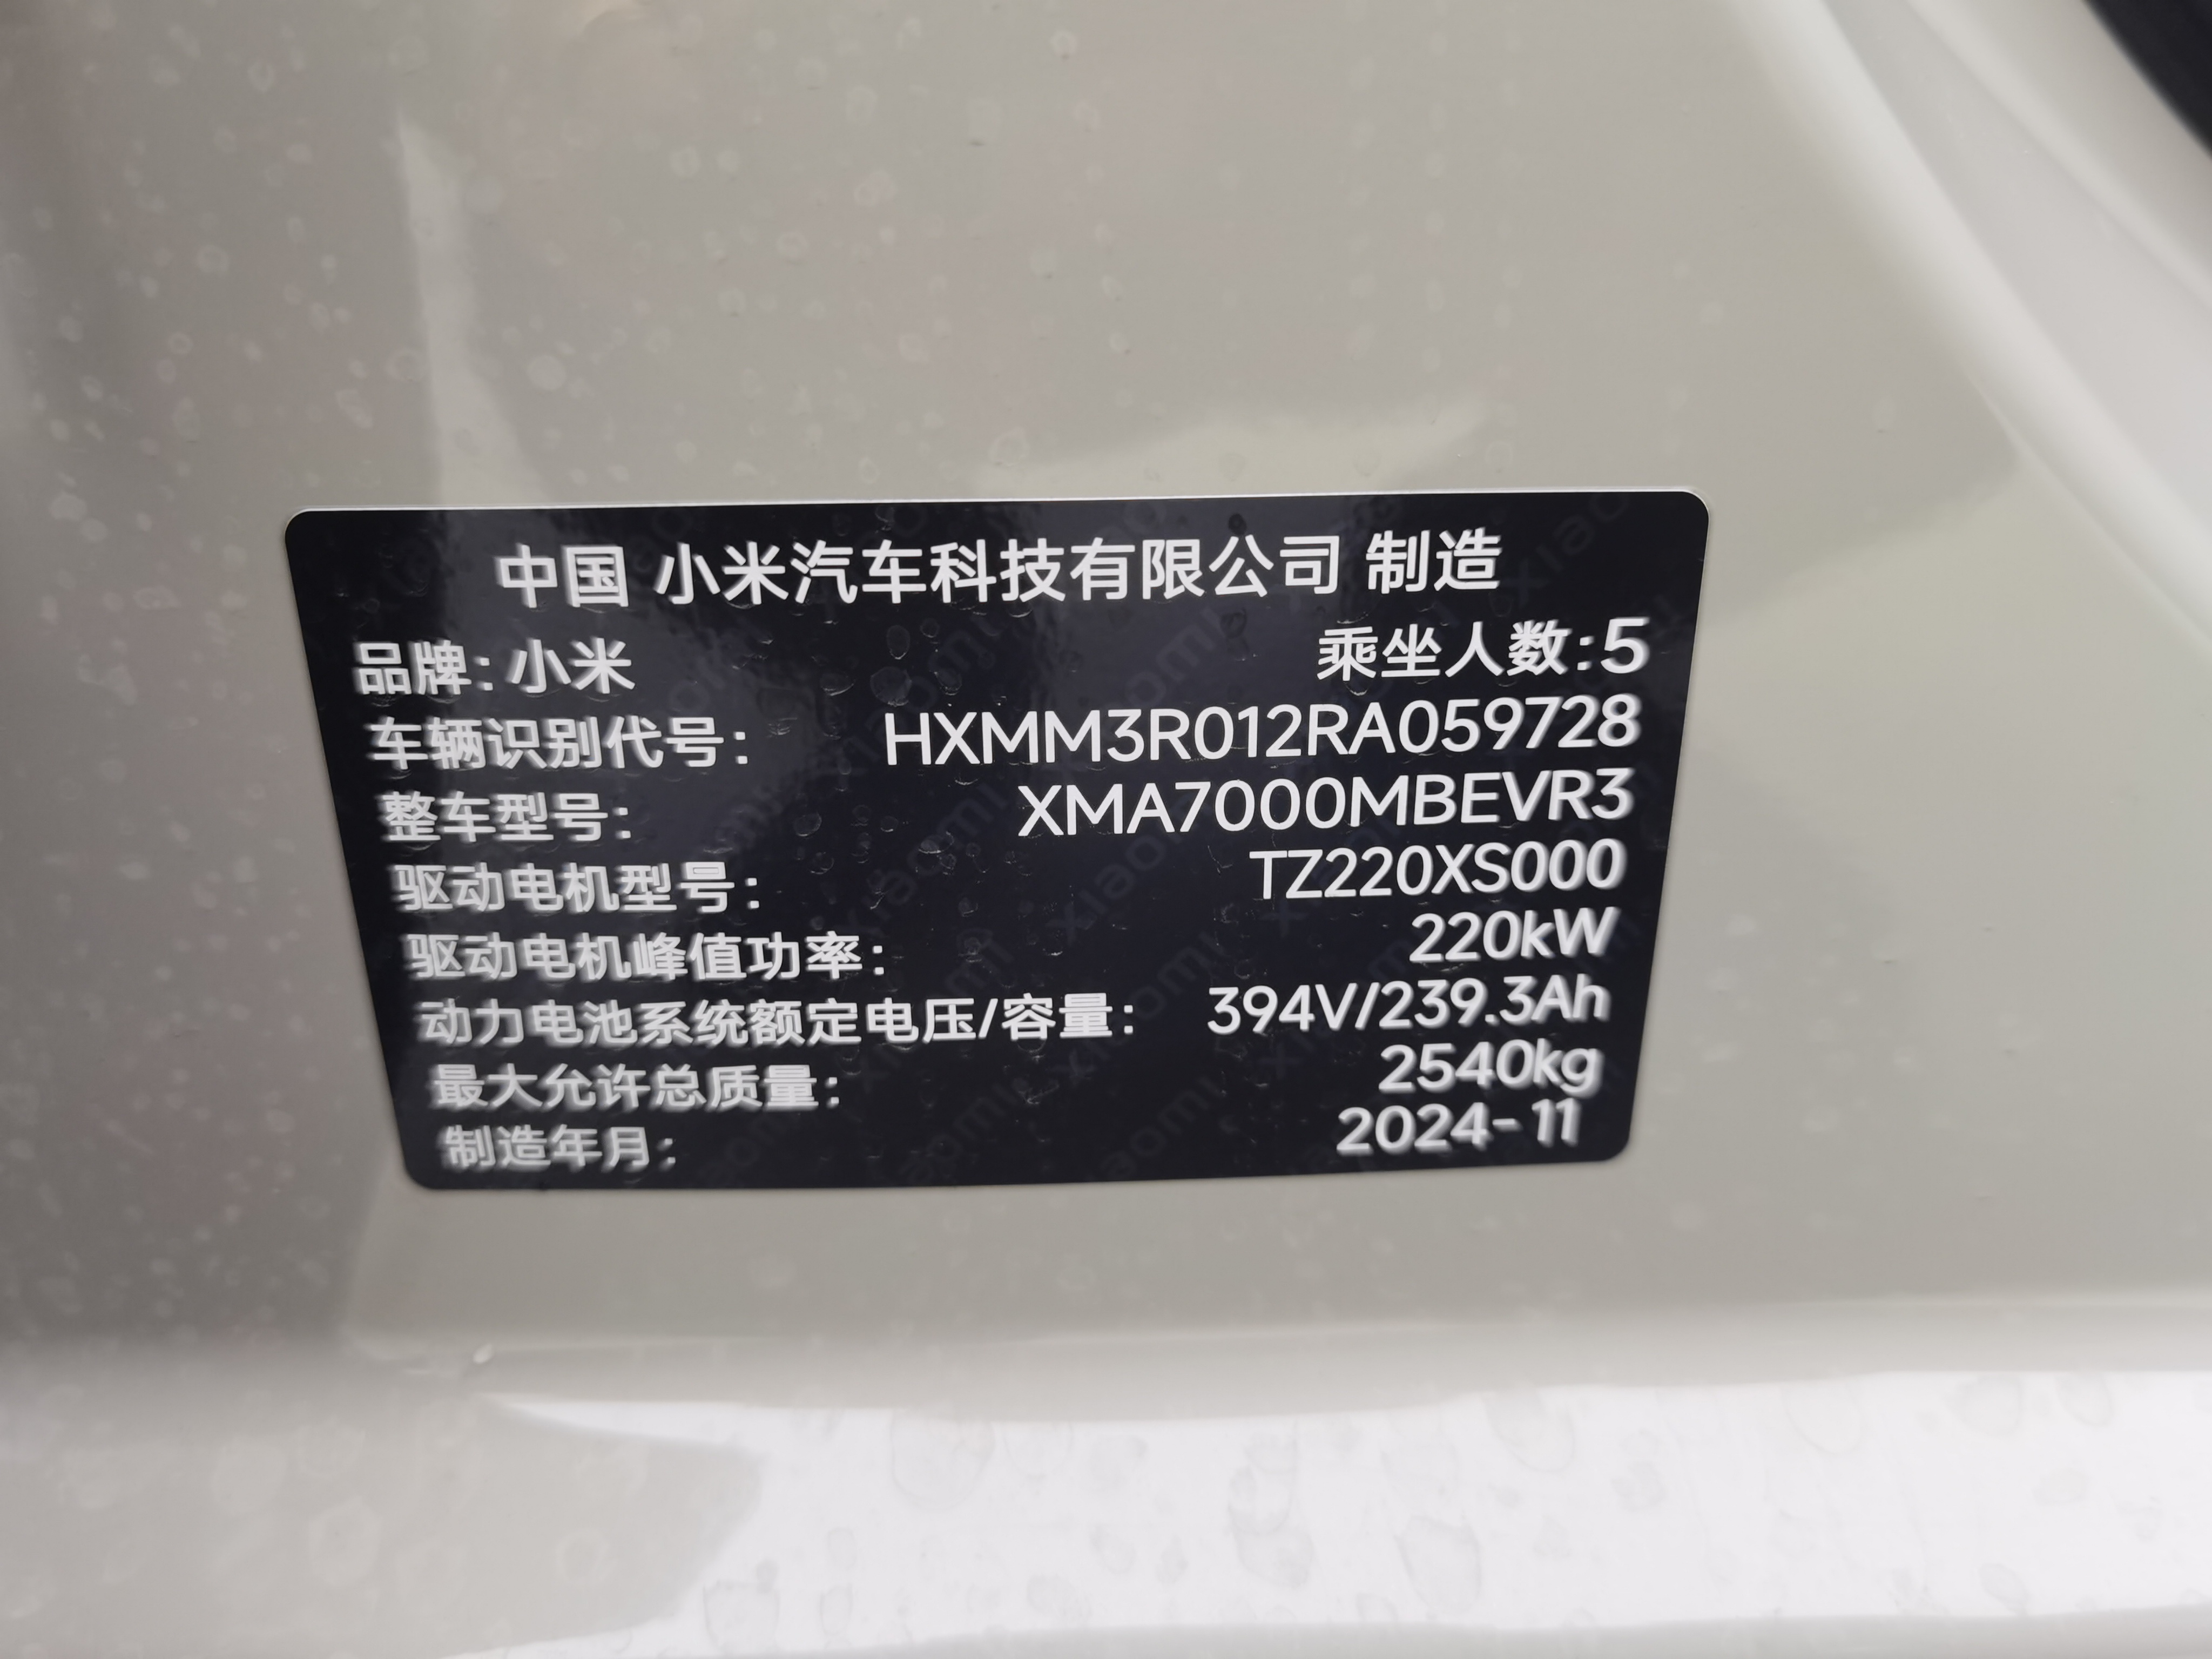 中国 小米汽车科技有限公司 制造
品牌:小米 乘坐人数:5
车辆识别代号: HXMM3R012RA059728
整车型号: XMA7000MBEVR3
驱动电机型号: TZ220XS000
驱动电机峰值功率: 220kW
动力电池系统额定电压/容量: 394V/239.3Ah
最大允许总质量: 2540kg
制造年月: 2024-11